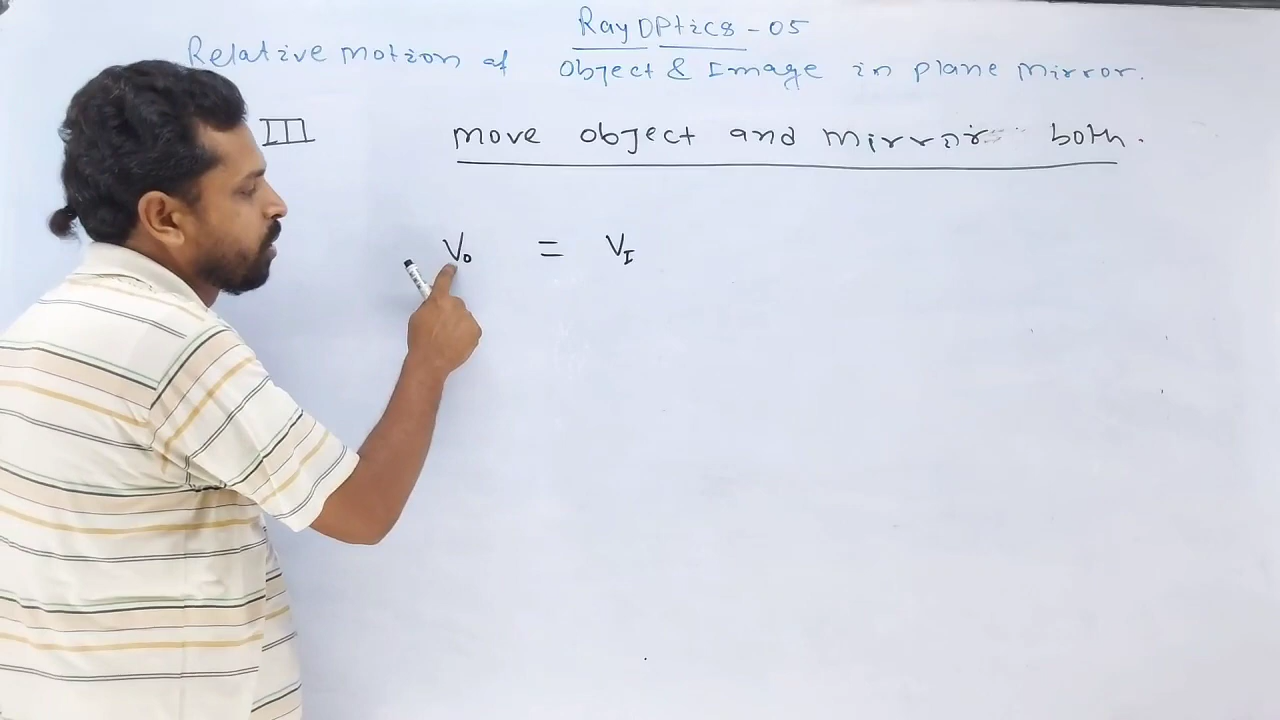 Ray Optics - 05
Relative Motion of Object & Image in plane Mirror.
III move object and mirror both.
V₀ = V_I